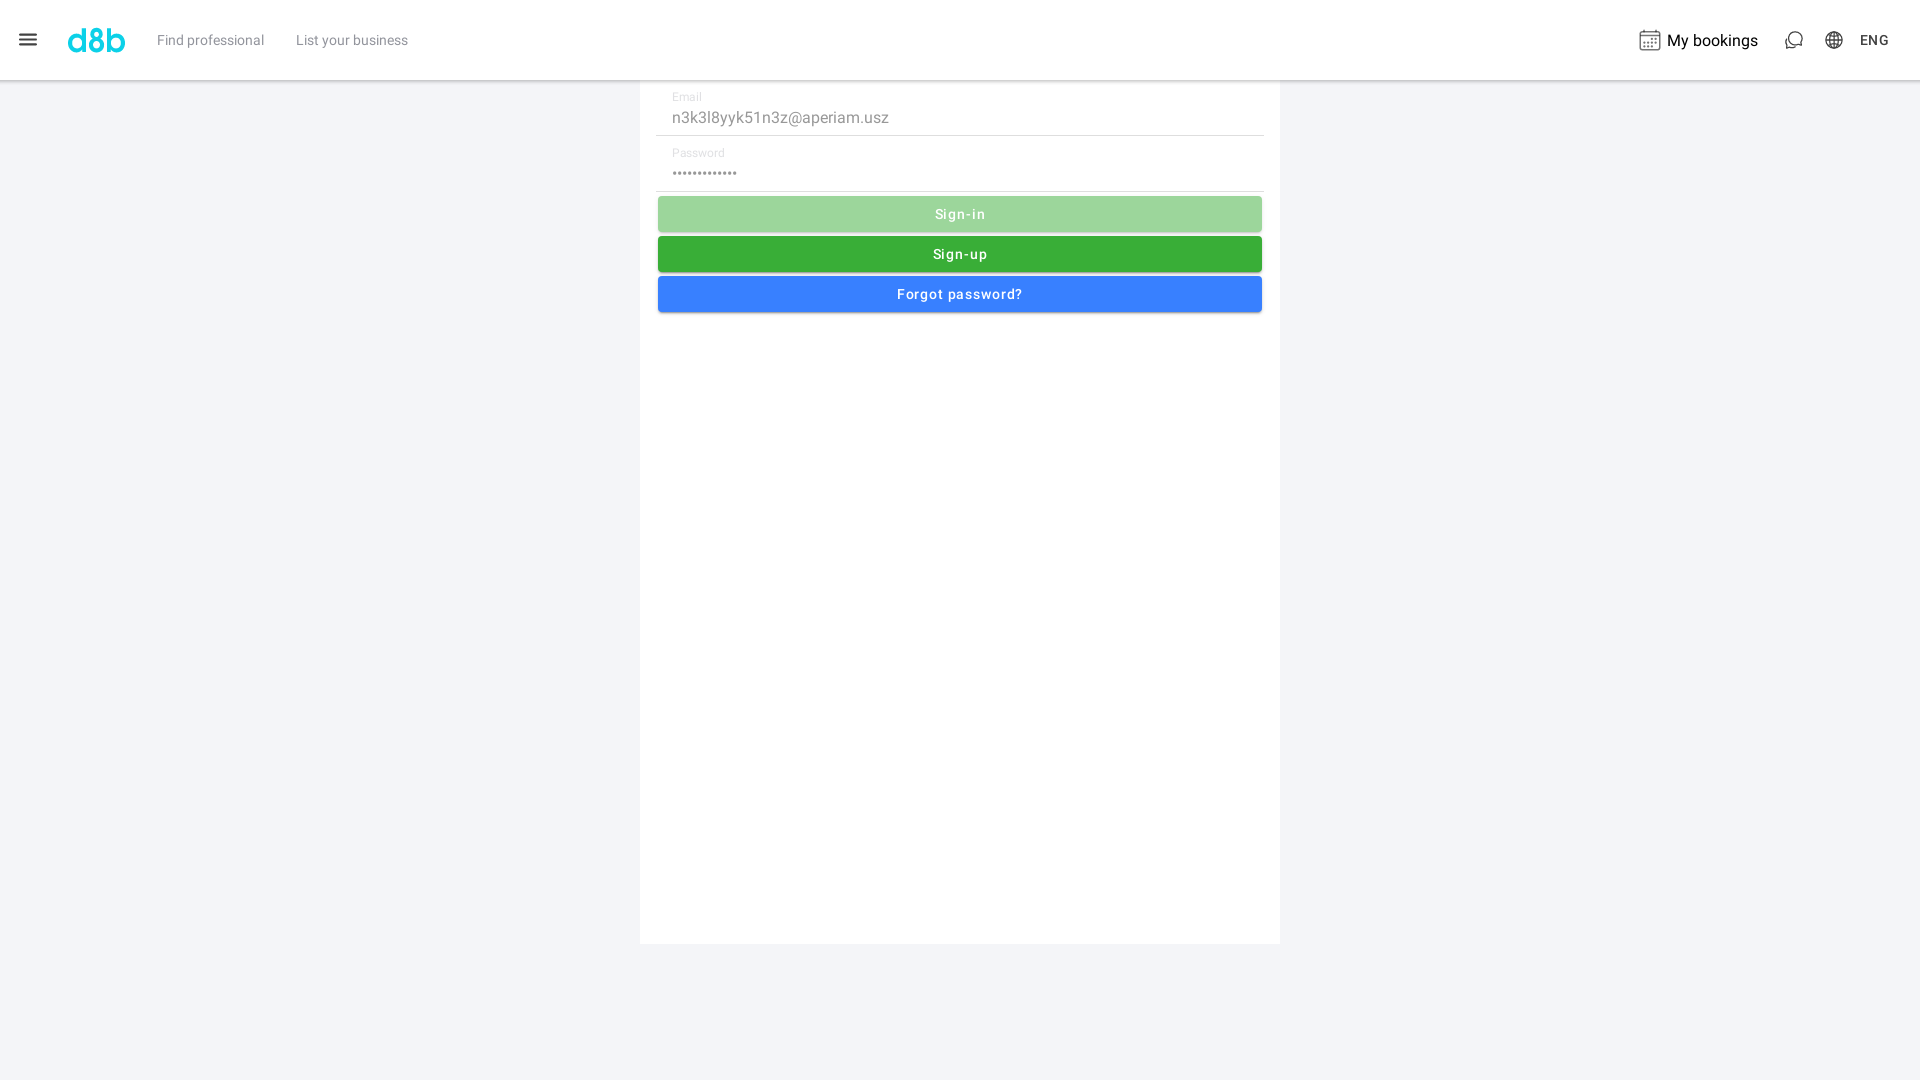 d8b
Find professional
List your business
My bookings
ENG
Email
n3k3l8yyk51n3z@aperiam.usz
Password
•••••••••••••
Sign-in
Sign-up
Forgot password?